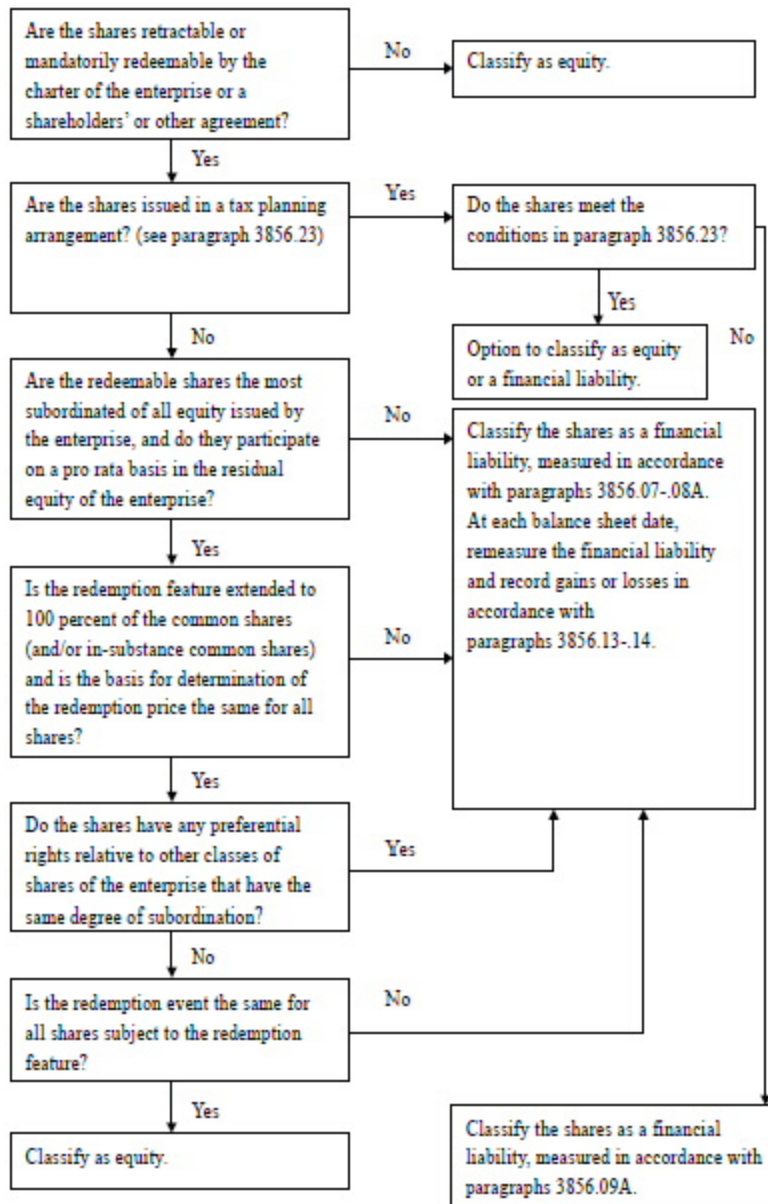 Are the shares retractable or
mandatorily redeemable by the
charter of the enterprise or a
shareholders' or other agreement?
No
Classify as equity.
Yes
Are the shares issued in a tax planning
arrangement? (see paragraph 3856.23)
Yes
Do the shares meet the
conditions in paragraph 3856.23?
Yes
No
Option to classify as equity
or a financial liability.
No
Are the redeemable shares the most
subordinated of all equity issued by
the enterprise, and do they participate
on a pro rata basis in the residual
equity of the enterprise?
No
Classify the shares as a financial
liability, measured in accordance
with paragraphs 3856.07-.08A.
At each balance sheet date,
remeasure the financial liability
and record gains or losses in
accordance with
paragraphs 3856.13-.14.
Yes
Is the redemption feature extended to
100 percent of the common shares
(and/or in-substance common shares)
and is the basis for determination of
the redemption price the same for all
shares?
No
Yes
Do the shares have any preferential
rights relative to other classes of
shares of the enterprise that have the
same degree of subordination?
Yes
No
Is the redemption event the same for
all shares subject to the redemption
feature?
No
Yes
Classify as equity.
Classify the shares as a financial
liability, measured in accordance with
paragraphs 3856.09A.